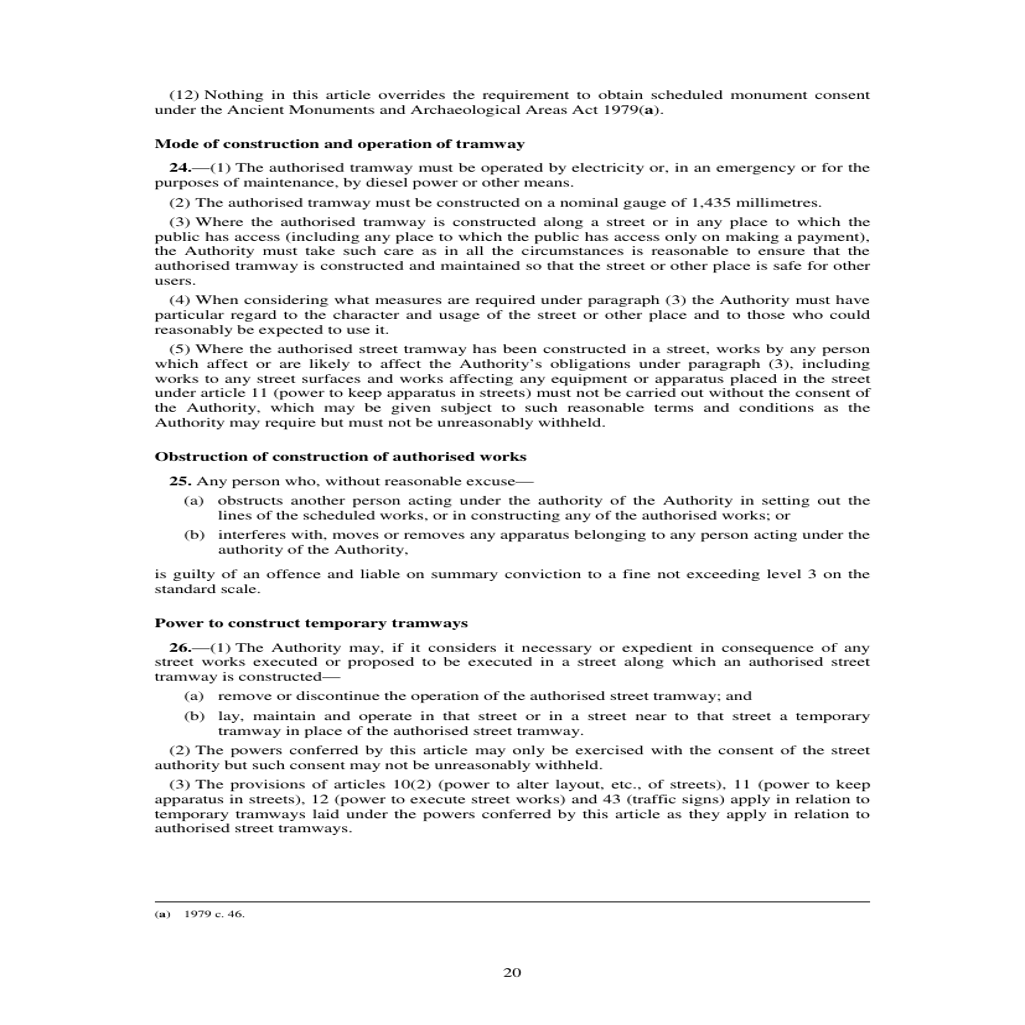 (12) Nothing in this article overrides the requirement to obtain scheduled monument consent
under the Ancient Monuments and Archaeological Areas Act 1979(a).
Mode of construction and operation of tramway
24.—(1) The authorised tramway must be operated by electricity or, in an emergency or for the
purposes of maintenance, by diesel power or other means.
(2) The authorised tramway must be constructed on a nominal gauge of 1,435 millimetres.
(3) Where the authorised tramway is constructed along a street or in any place to which the
public has access (including any place to which the public has access only on making a payment),
the Authority must take such care as in all the circumstances is reasonable to ensure that the
authorised tramway is constructed and maintained so that the street or other place is safe for other
users.
(4) When considering what measures are required under paragraph (3) the Authority must have
particular regard to the character and usage of the street or other place and to those who could
reasonably be expected to use it.
(5) Where the authorised street tramway has been constructed in a street, works by any person
which affect or are likely to affect the Authority's obligations under paragraph (3), including
works to any street surfaces and works affecting any equipment or apparatus placed in the street
under article 11 (power to keep apparatus in streets) must not be carried out without the consent of
the Authority, which may be given subject to such reasonable terms and conditions as the
Authority may require but must not be unreasonably withheld.
Obstruction of construction of authorised works
25. Any person who, without reasonable excuse—
(a) obstructs another person acting under the authority of the Authority in setting out the
lines of the scheduled works, or in constructing any of the authorised works; or
(b) interferes with, moves or removes any apparatus belonging to any person acting under the
authority of the Authority,
is guilty of an offence and liable on summary conviction to a fine not exceeding level 3 on the
standard scale.
Power to construct temporary tramways
26.—(1) The Authority may, if it considers it necessary or expedient in consequence of any
street works executed or proposed to be executed in a street along which an authorised street
tramway is constructed—
(a) remove or discontinue the operation of the authorised street tramway; and
(b) lay, maintain and operate in that street or in a street near to that street a temporary
tramway in place of the authorised street tramway.
(2) The powers conferred by this article may only be exercised with the consent of the street
authority but such consent may not be unreasonably withheld.
(3) The provisions of articles 10(2) (power to alter layout, etc., of streets), 11 (power to keep
apparatus in streets), 12 (power to execute street works) and 43 (traffic signs) apply in relation to
temporary tramways laid under the powers conferred by this article as they apply in relation to
authorised street tramways.
(a) 1979 c. 46.
20